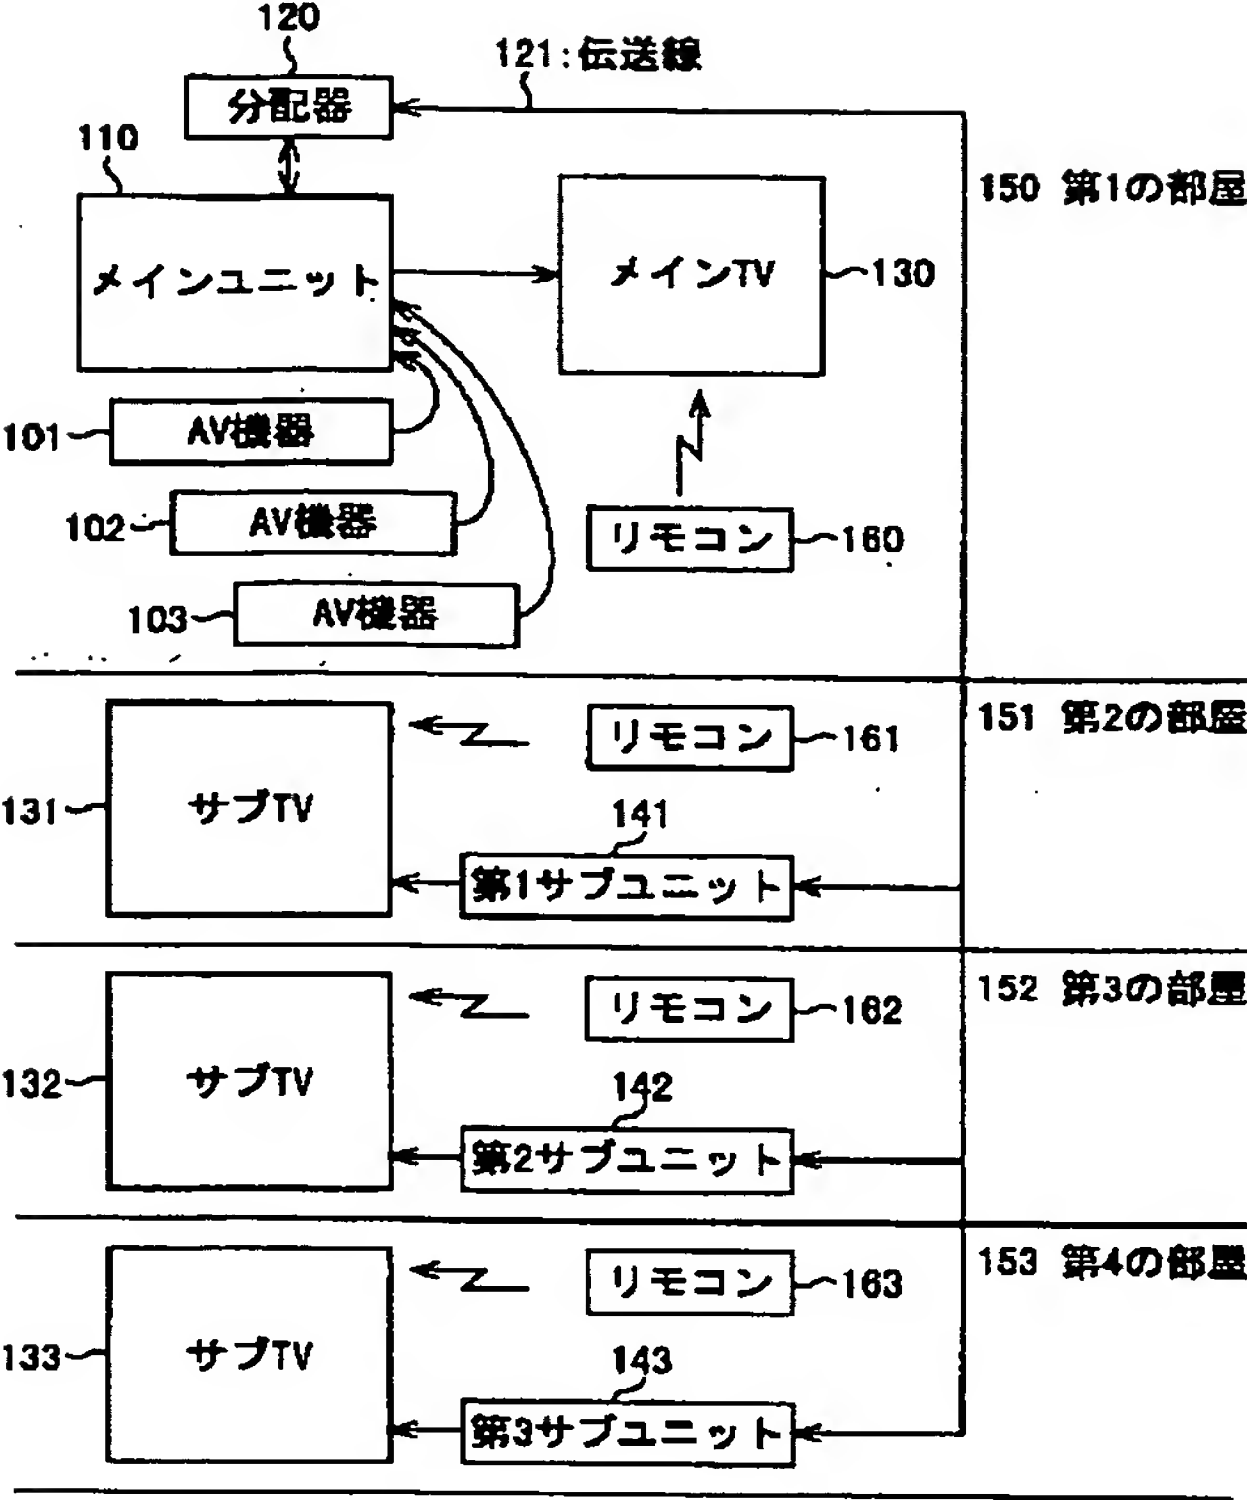 120
121:伝送線
分配器
110
150 第1の部屋
メインユニット
メインTV
130
101
AV機器
102
AV機器
リモコン
160
103
AV機器
151 第2の部屋
リモコン
161
131
サブTV
141
第1サブユニット
152 第3の部屋
リモコン
162
132
サブTV
142
第2サブユニット
153 第4の部屋
リモコン
163
133
サブTV
143
第3サブユニット